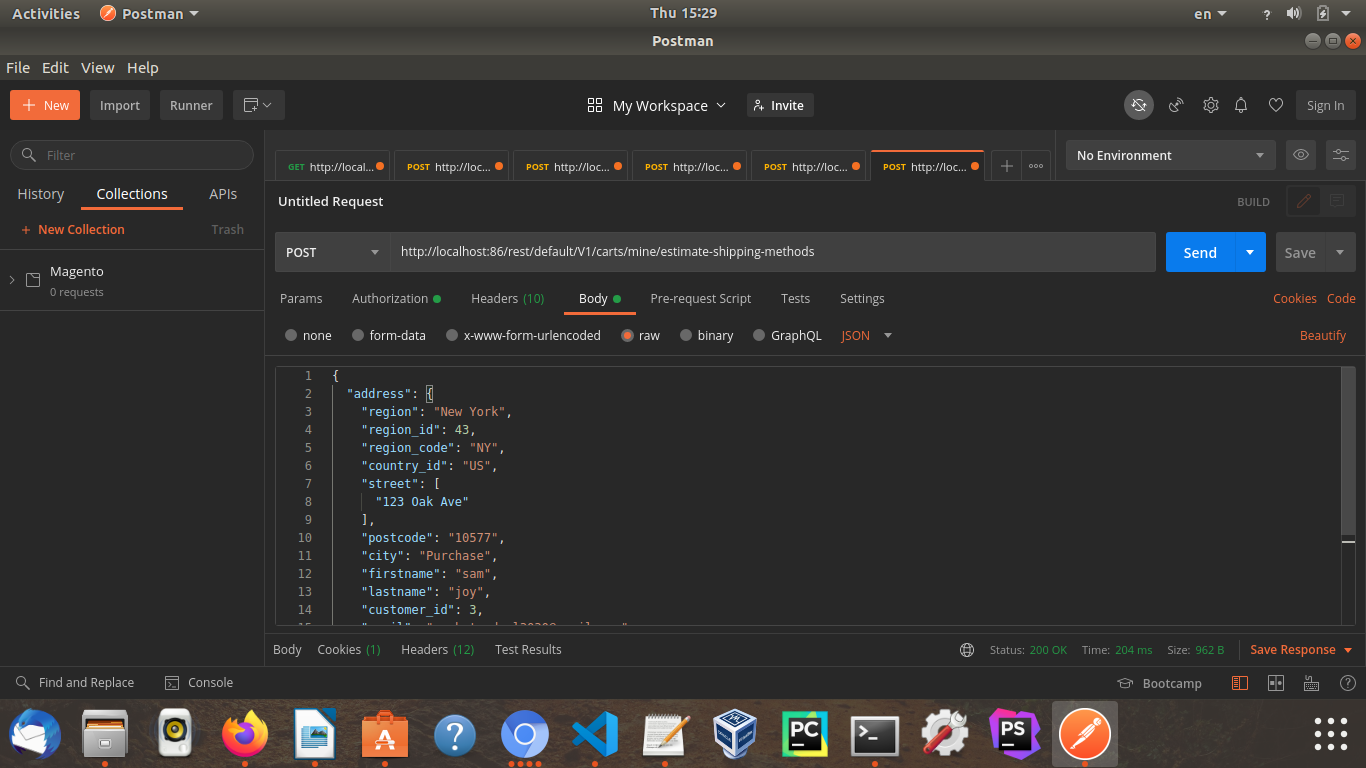 Activities Postman Thu 15:29 en ?
Postman
File Edit View Help
+ New Import Runner My Workspace Invite Sign In
Filter
History Collections APIs
+ New Collection Trash
Magento
0 requests
GET http://local... POST http://loc... POST http://loc... POST http://loc... POST http://loc... POST http://loc... + ooo No Environment
Untitled Request BUILD
POST http://localhost:86/rest/default/V1/carts/mine/estimate-shipping-methods Send Save
Params Authorization Headers (10) Body Pre-request Script Tests Settings Cookies Code
none form-data x-www-form-urlencoded raw binary GraphQL JSON Beautify
1 {
2 "address": {
3 "region": "New York",
4 "region_id": 43,
5 "region_code": "NY",
6 "country_id": "US",
7 "street": [
8 "123 Oak Ave"
9 ],
10 "postcode": "10577",
11 "city": "Purchase",
12 "firstname": "sam",
13 "lastname": "joy",
14 "customer_id": 3,
Body Cookies (1) Headers (12) Test Results Status: 200 OK Time: 204 ms Size: 962 B Save Response
Find and Replace Console Bootcamp ?
A ? PC >_ PS